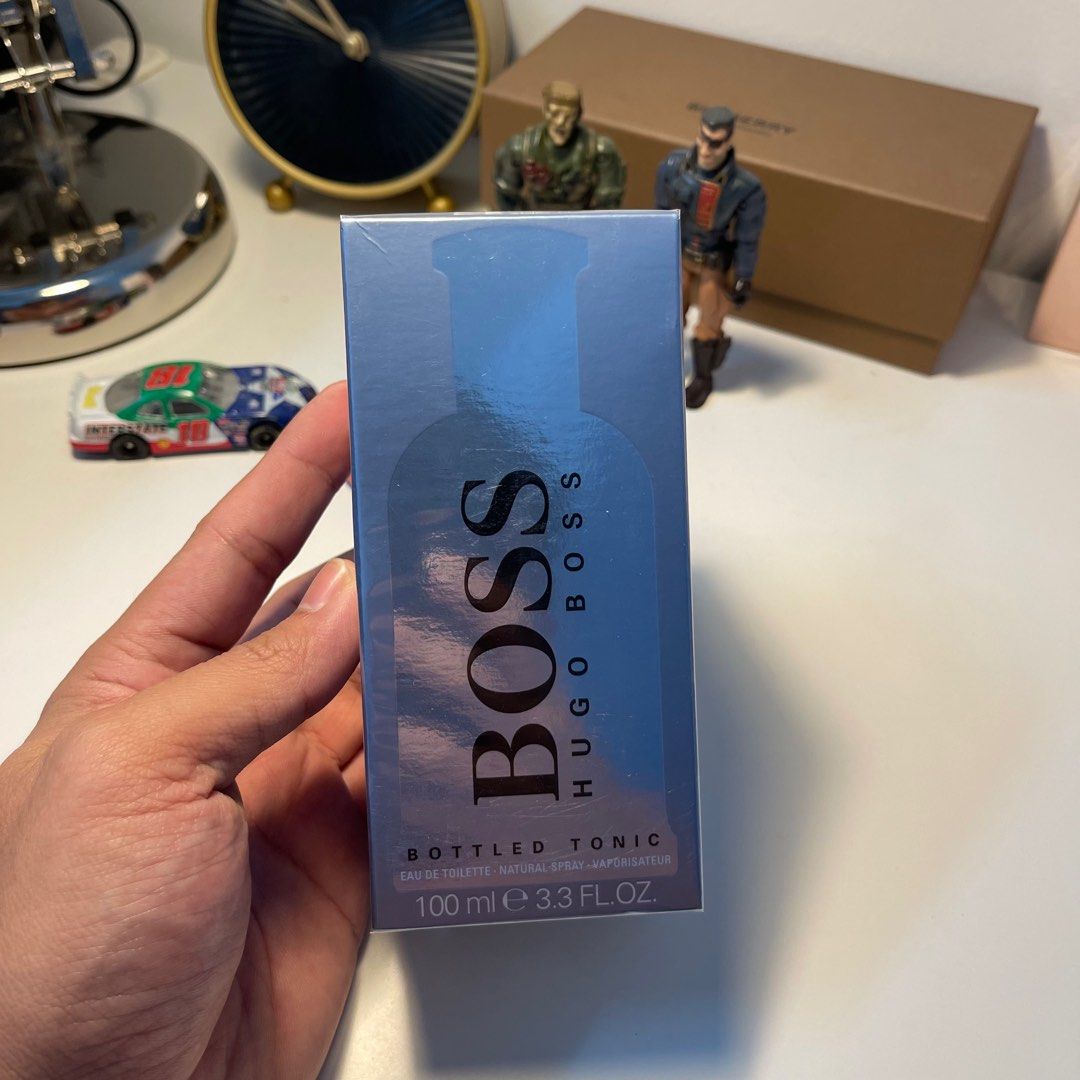 BOSS
HUGO BOSS
BOTTLED TONIC
EAU DE TOILETTE · NATURAL SPRAY · VAPORISATEUR
100 ml ℮ 3.3 FL.OZ.
18
INTERSTATE
18